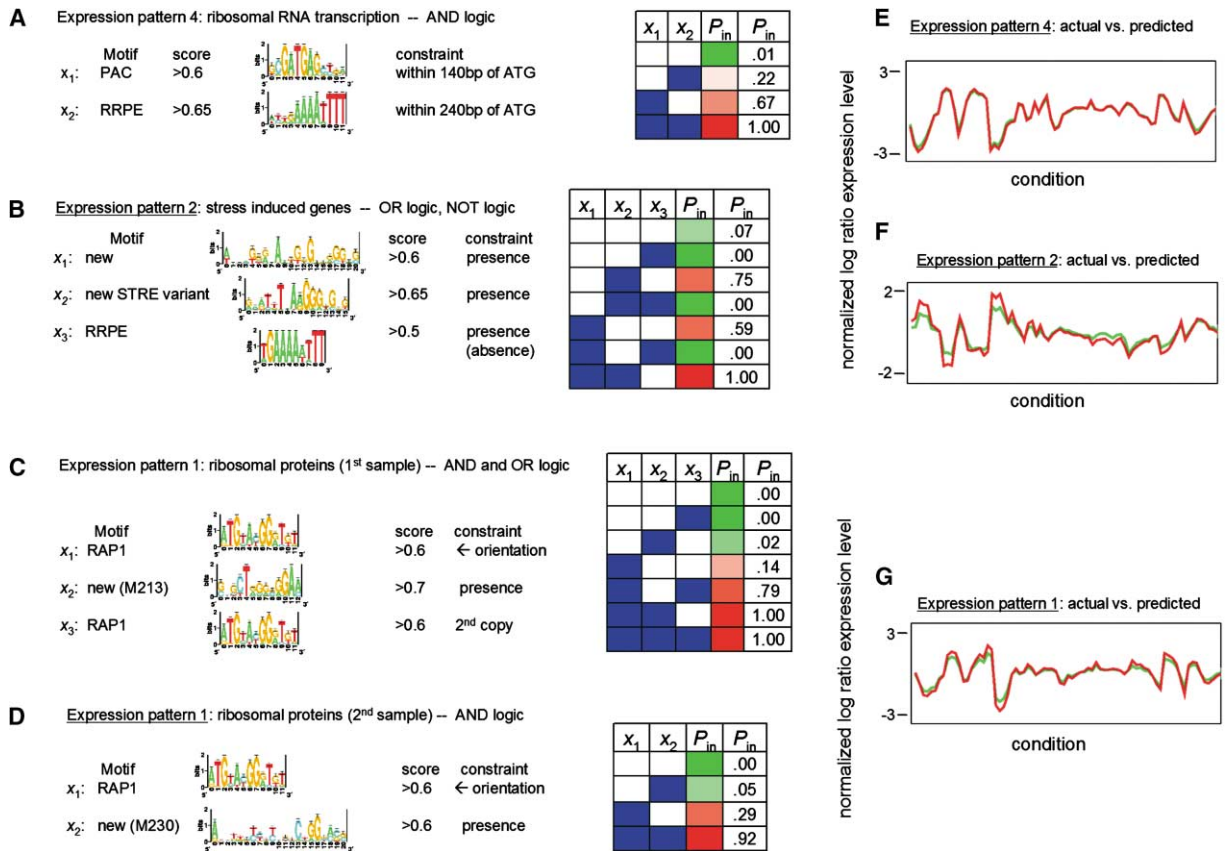 A
Expression pattern 4: ribosomal RNA transcription -- AND logic
Motif score constraint
x1: PAC >0.6 within 140bp of ATG
x2: RRPE >0.65 within 240bp of ATG
x1 x2 Pin Pin
.01
.22
.67
1.00
B
Expression pattern 2: stress induced genes -- OR logic, NOT logic
Motif score constraint
x1: new >0.6 presence
x2: new STRE variant >0.65 presence
x3: RRPE >0.5 presence
(absence)
x1 x2 x3 Pin Pin
.07
.00
.75
.00
.59
.00
1.00
C
Expression pattern 1: ribosomal proteins (1st sample) -- AND and OR logic
Motif score constraint
x1: RAP1 >0.6 ← orientation
x2: new (M213) >0.7 presence
x3: RAP1 >0.6 2nd copy
x1 x2 x3 Pin Pin
.00
.00
.02
.14
.79
1.00
1.00
D
Expression pattern 1: ribosomal proteins (2nd sample) -- AND logic
Motif score constraint
x1: RAP1 >0.6 ← orientation
x2: new (M230) >0.6 presence
x1 x2 Pin Pin
.00
.05
.29
.92
E
Expression pattern 4: actual vs. predicted
3
-3
condition
F
Expression pattern 2: actual vs. predicted
2
-2
condition
normalized log ratio expression level
G
Expression pattern 1: actual vs. predicted
3
-3
condition
normalized log ratio expression level